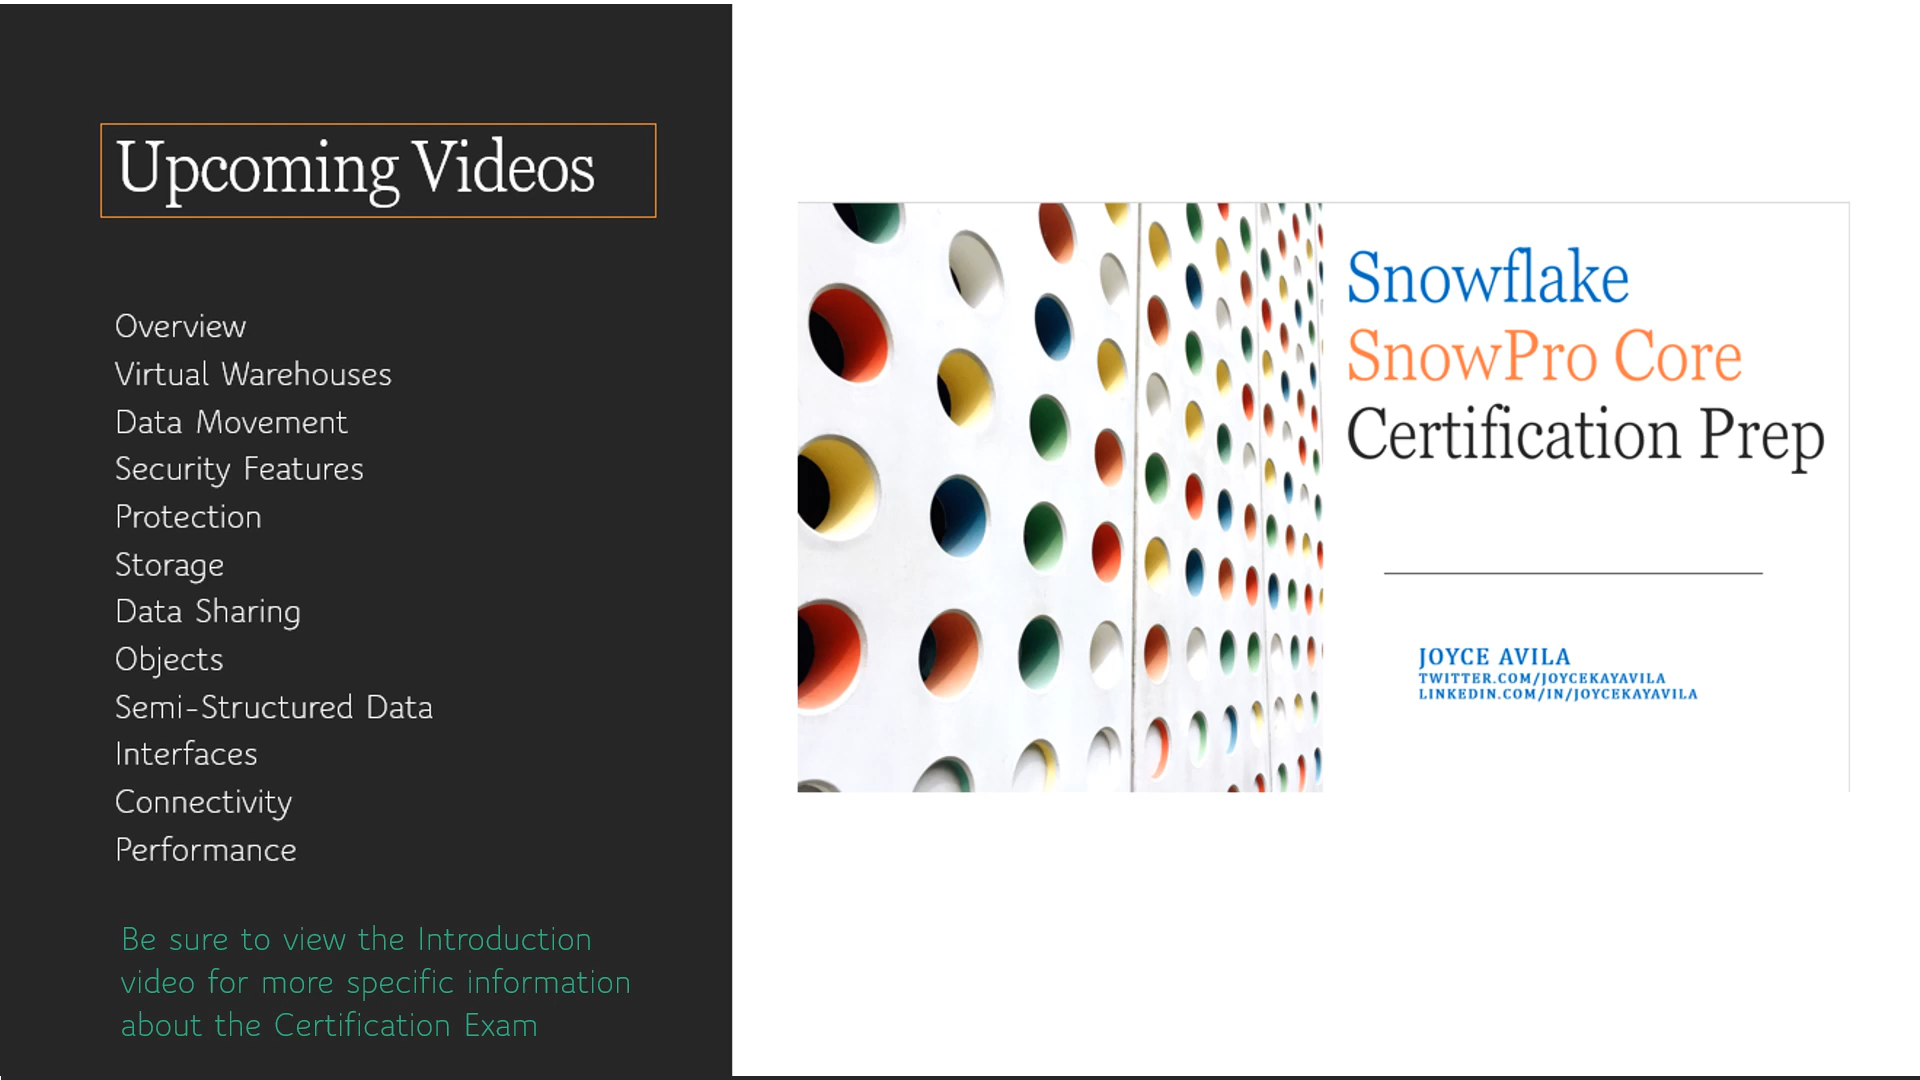 Upcoming Videos
Overview
Virtual Warehouses
Data Movement
Security Features
Protection
Storage
Data Sharing
Objects
Semi-Structured Data
Interfaces
Connectivity
Performance
Be sure to view the Introduction
video for more specific information
about the Certification Exam
Snowflake
SnowPro Core
Certification Prep
JOYCE AVILA
TWITTER.COM/JOYCEKAYAVILA
LINKEDIN.COM/IN/JOYCEKAYAVILA